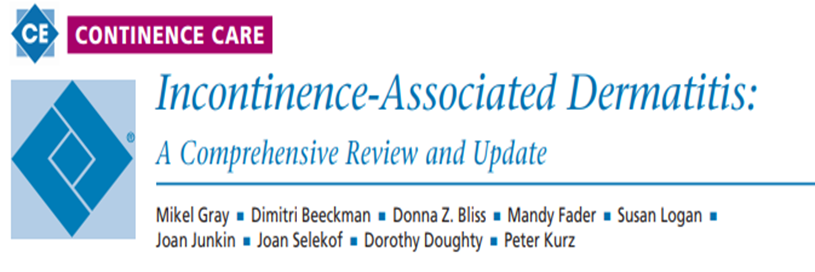 CE CONTINENCE CARE
Incontinence-Associated Dermatitis:
®
A Comprehensive Review and Update
Mikel Gray ■ Dimitri Beeckman ■ Donna Z. Bliss ■ Mandy Fader ■ Susan Logan ■
Joan Junkin ■ Joan Selekof ■ Dorothy Doughty ■ Peter Kurz